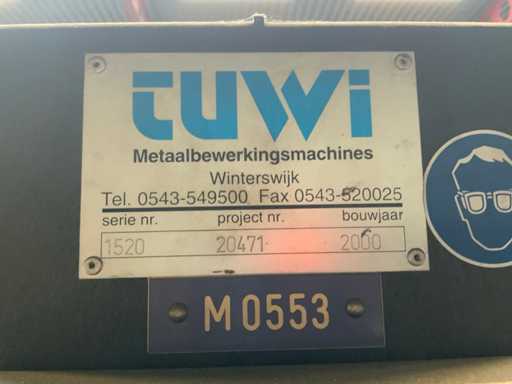 tuwi
Metaalbewerkingsmachines
Winterswijk
Tel. 0543-549500 Fax 0543-520025
serie nr. project nr. bouwjaar
1520 20471 2000
M0553